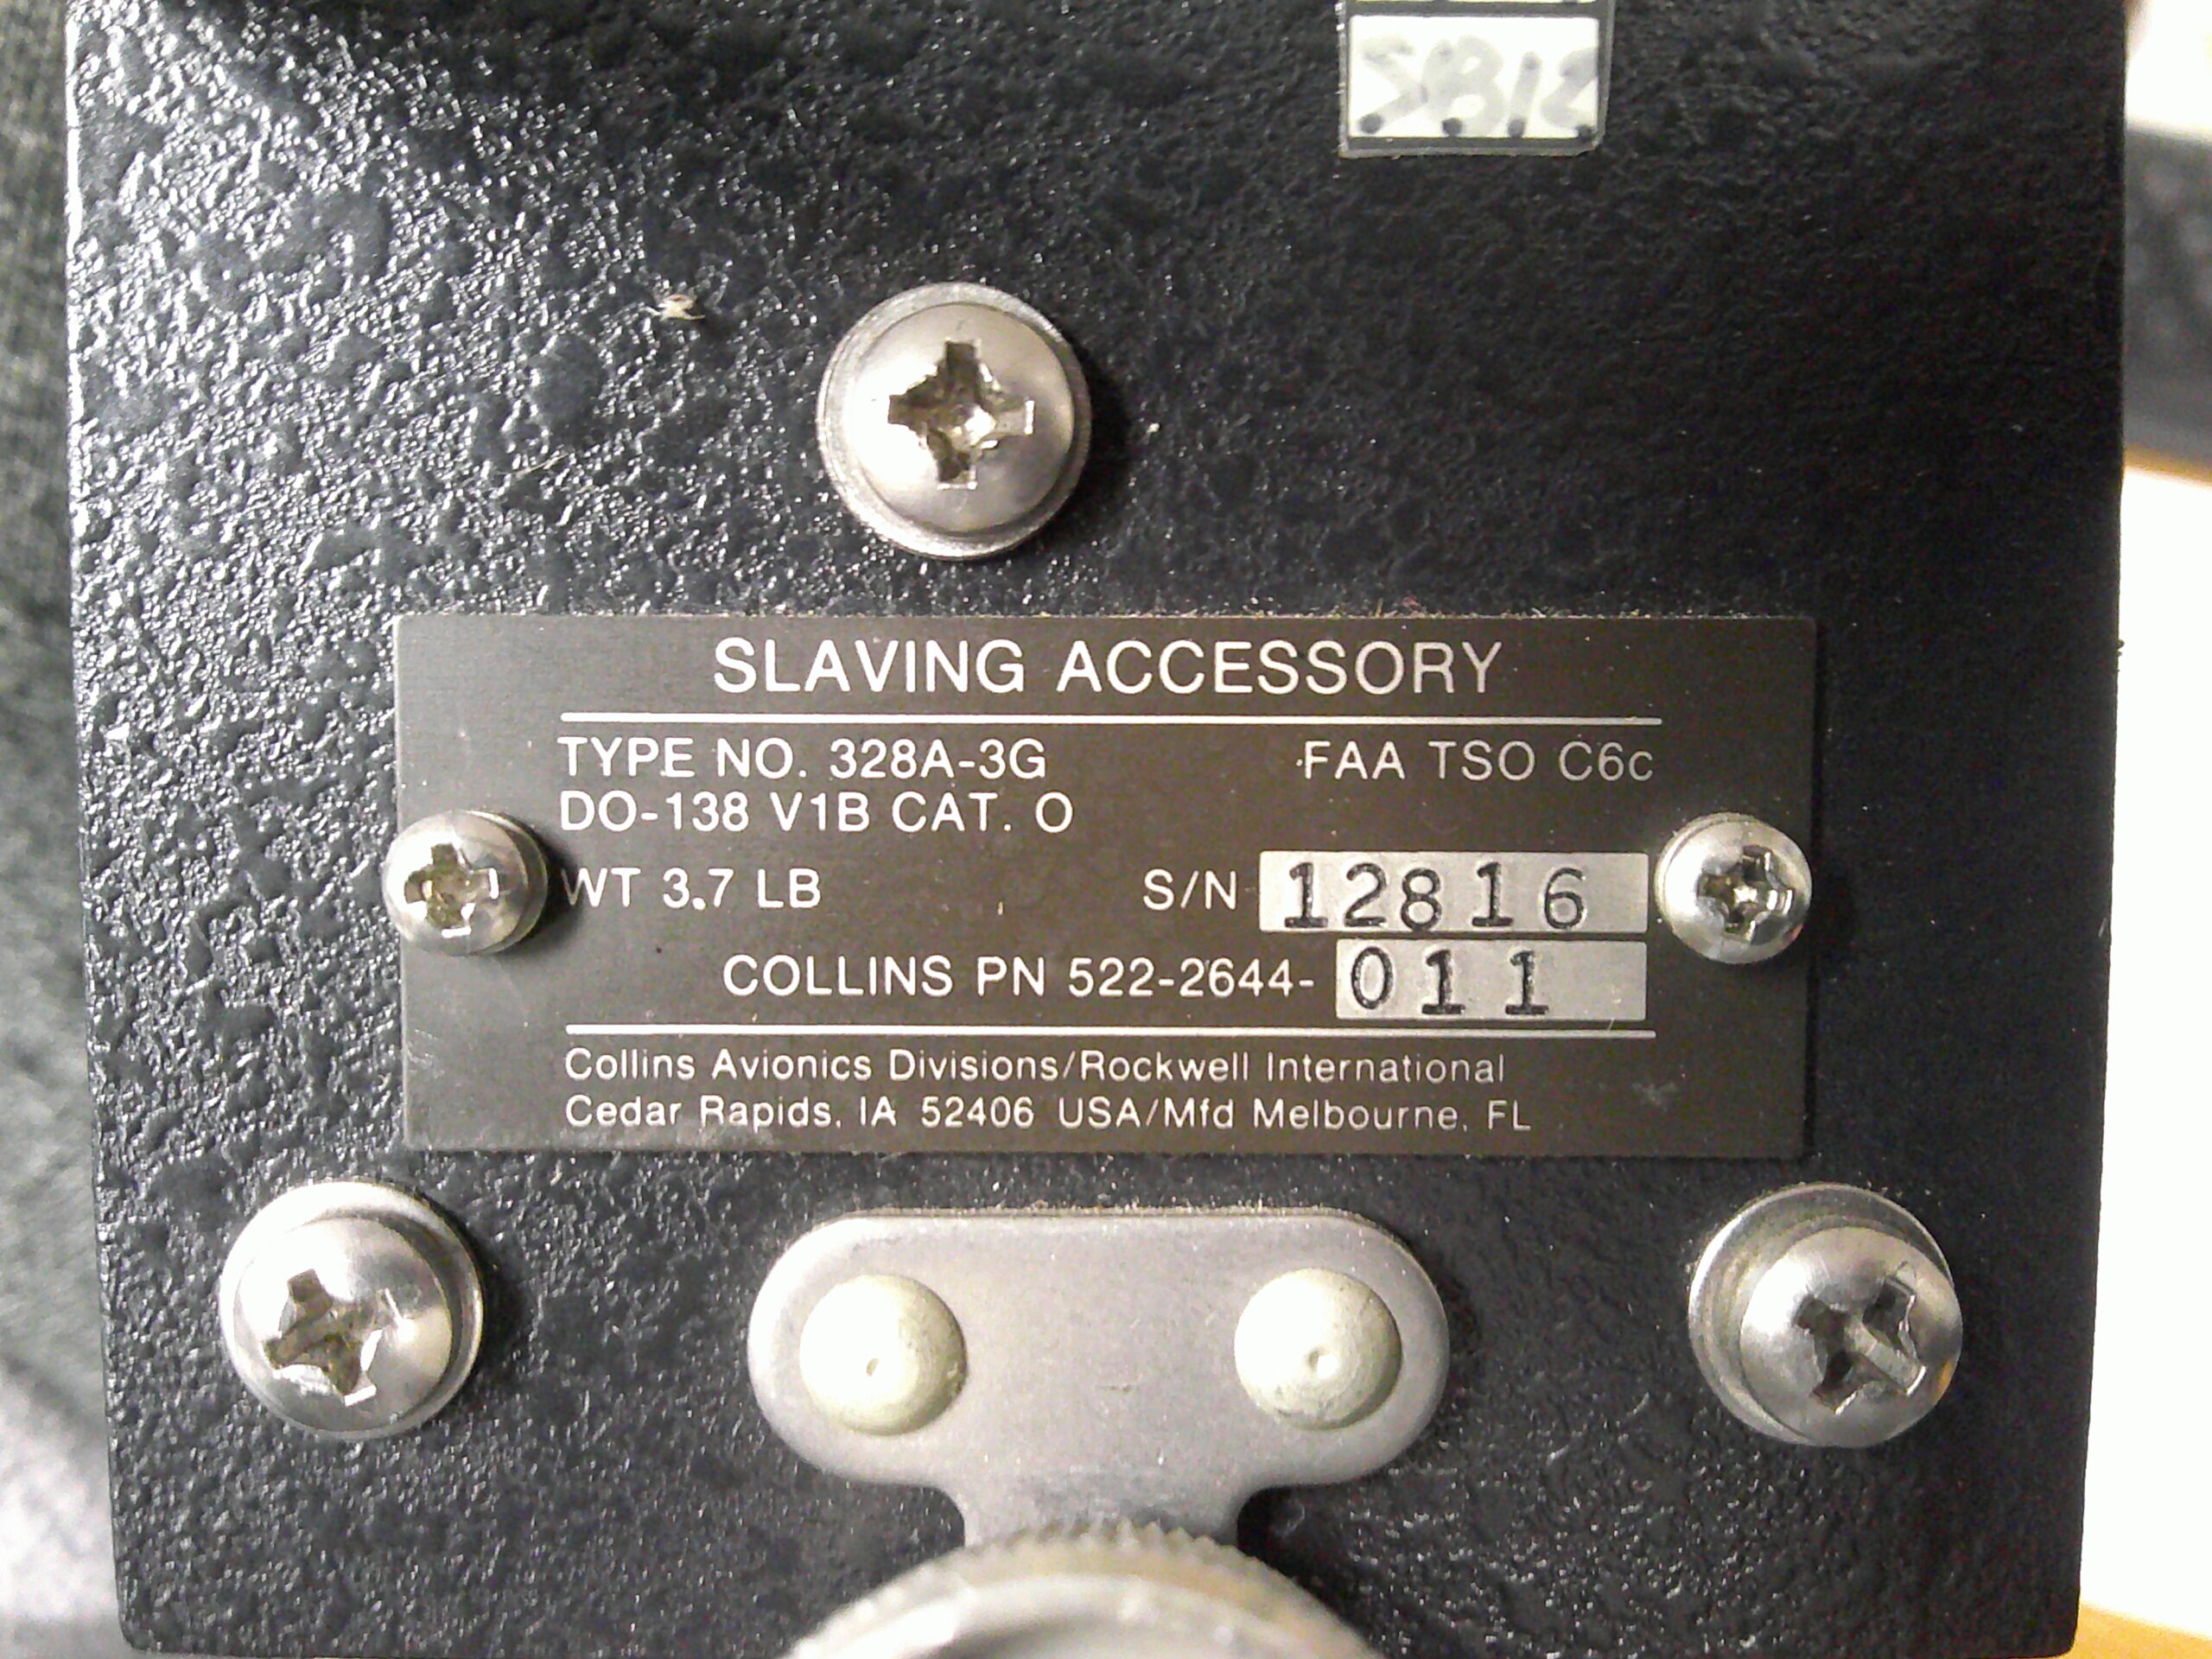 SB12
SLAVING ACCESSORY
TYPE NO. 328A-3G FAA TSO C6c
DO-138 V1B CAT. O
WT 3.7 LB S/N 12816
COLLINS PN 522-2644-011
Collins Avionics Divisions/Rockwell International
Cedar Rapids, IA 52406 USA/Mfd Melbourne, FL